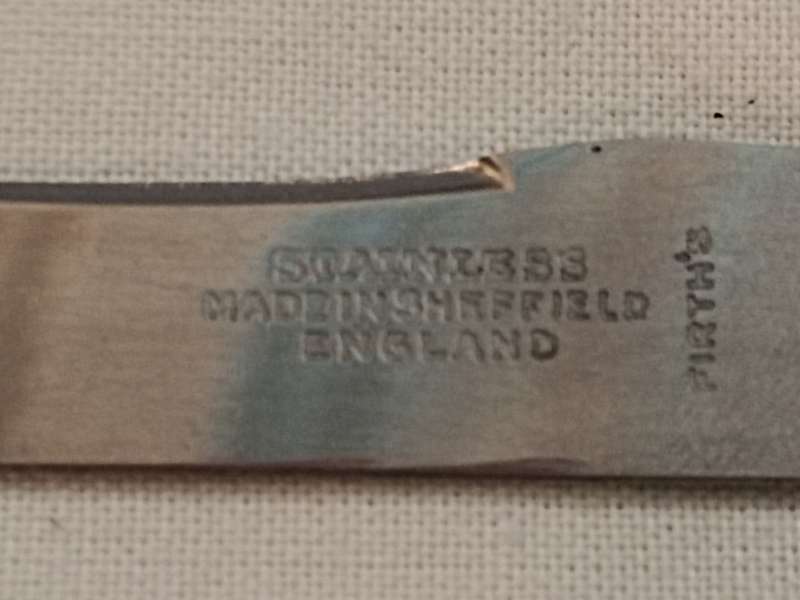 STAINLESS
MADE IN SHEFFIELD
ENGLAND
FIRTH'S